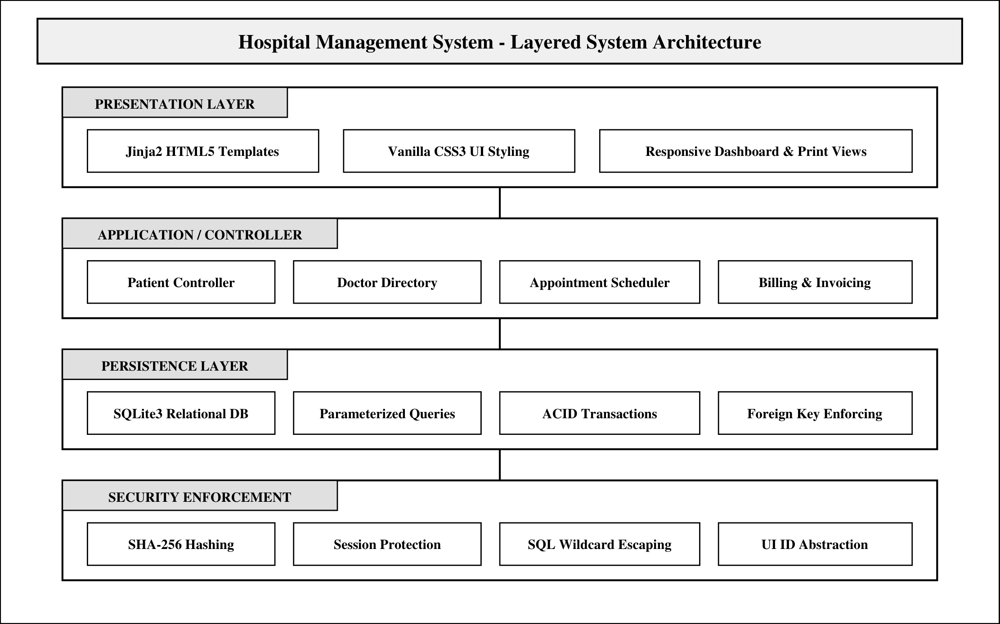 Hospital Management System - Layered System Architecture
PRESENTATION LAYER
Jinja2 HTML5 Templates
Vanilla CSS3 UI Styling
Responsive Dashboard & Print Views
APPLICATION / CONTROLLER
Patient Controller
Doctor Directory
Appointment Scheduler
Billing & Invoicing
PERSISTENCE LAYER
SQLite3 Relational DB
Parameterized Queries
ACID Transactions
Foreign Key Enforcing
SECURITY ENFORCEMENT
SHA-256 Hashing
Session Protection
SQL Wildcard Escaping
UI ID Abstraction